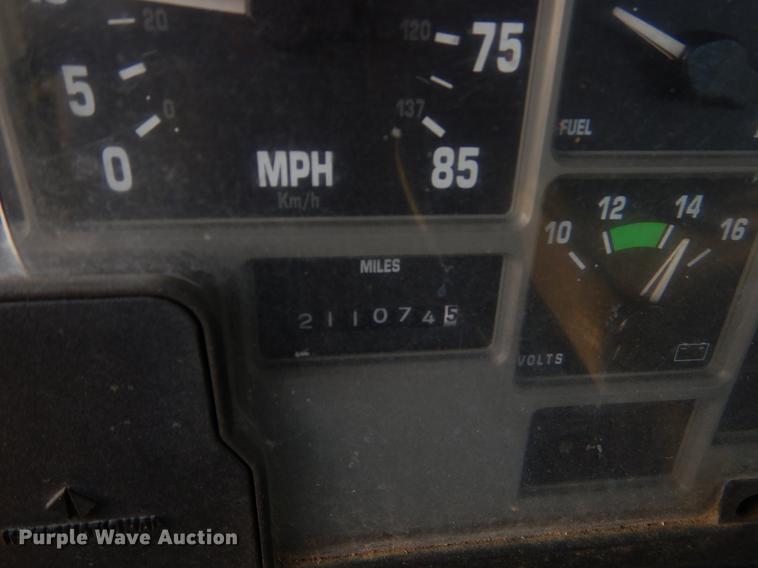 20
120
75
5
0
137
0
85
MPH
Km/h
FUEL
12
14
10
16
MILES
2110745
VOLTS
Purple Wave Auction